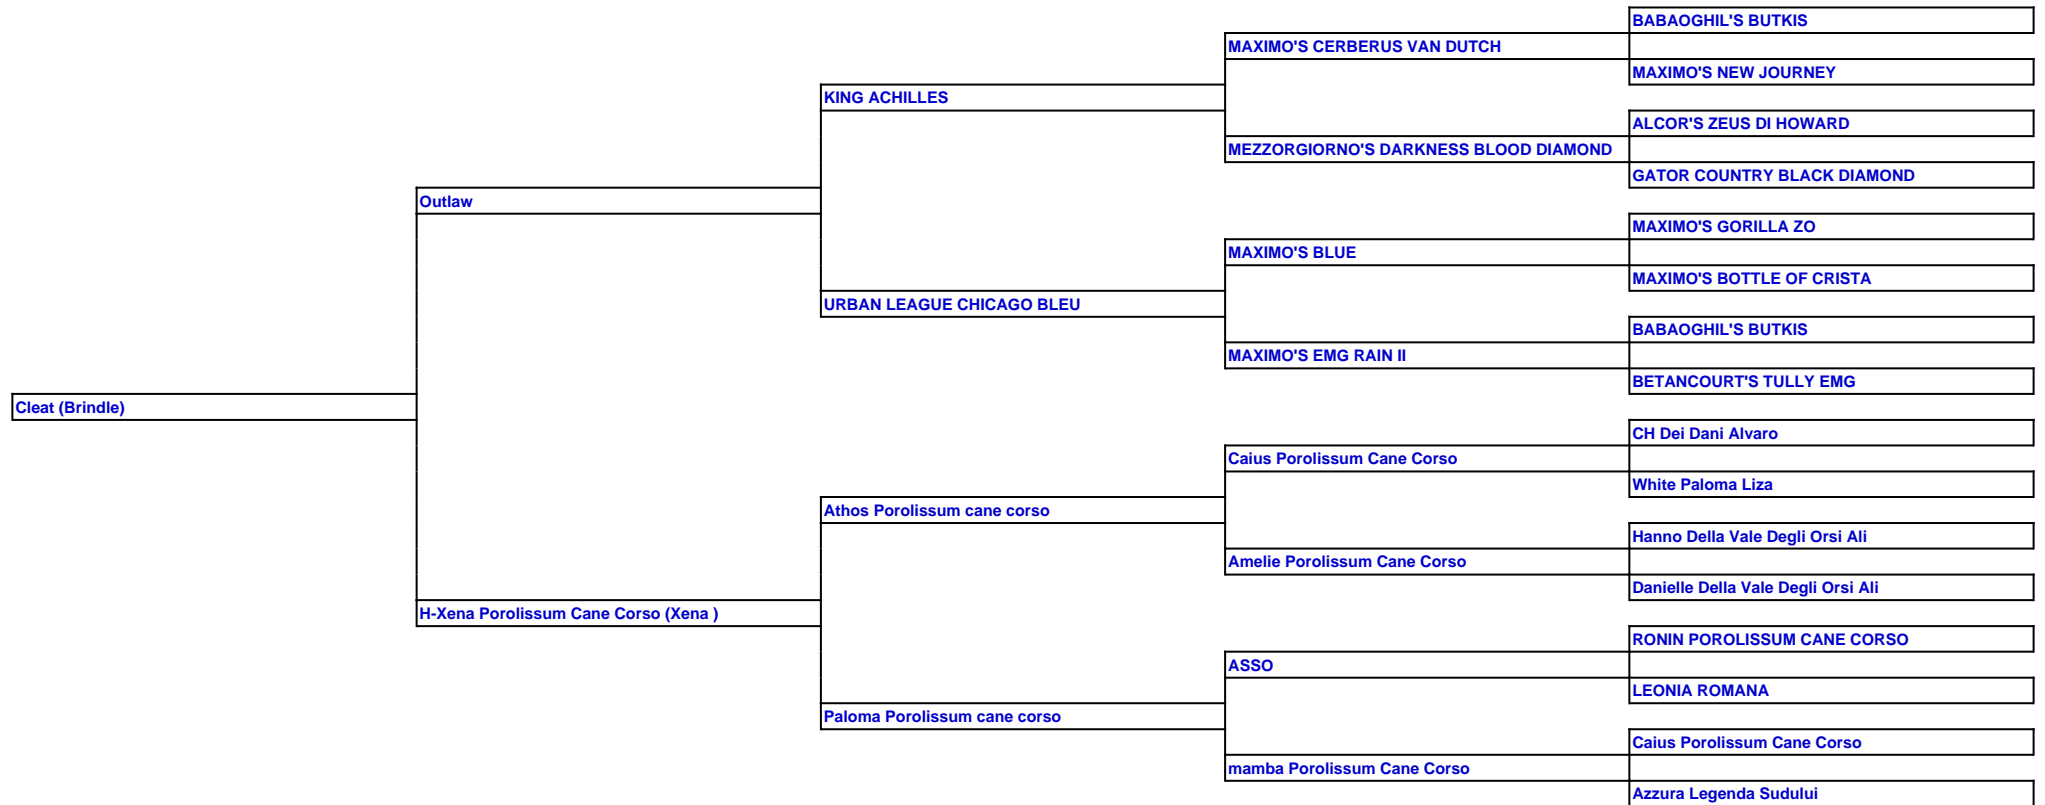 BABAOGHIL'S BUTKIS
MAXIMO'S CERBERUS VAN DUTCH
MAXIMO'S NEW JOURNEY
KING ACHILLES
ALCOR'S ZEUS DI HOWARD
MEZZORGIORNO'S DARKNESS BLOOD DIAMOND
GATOR COUNTRY BLACK DIAMOND
Outlaw
MAXIMO'S GORILLA ZO
MAXIMO'S BLUE
MAXIMO'S BOTTLE OF CRISTA
URBAN LEAGUE CHICAGO BLEU
BABAOGHIL'S BUTKIS
MAXIMO'S EMG RAIN II
BETANCOURT'S TULLY EMG
Cleat (Brindle)
CH Dei Dani Alvaro
Caius Porolissum Cane Corso
White Paloma Liza
Athos Porolissum cane corso
Hanno Della Vale Degli Orsi Ali
Amelie Porolissum Cane Corso
Danielle Della Vale Degli Orsi Ali
H-Xena Porolissum Cane Corso (Xena )
RONIN POROLISSUM CANE CORSO
ASSO
LEONIA ROMANA
Paloma Porolissum cane corso
Caius Porolissum Cane Corso
mamba Porolissum Cane Corso
Azzura Legenda Sudului